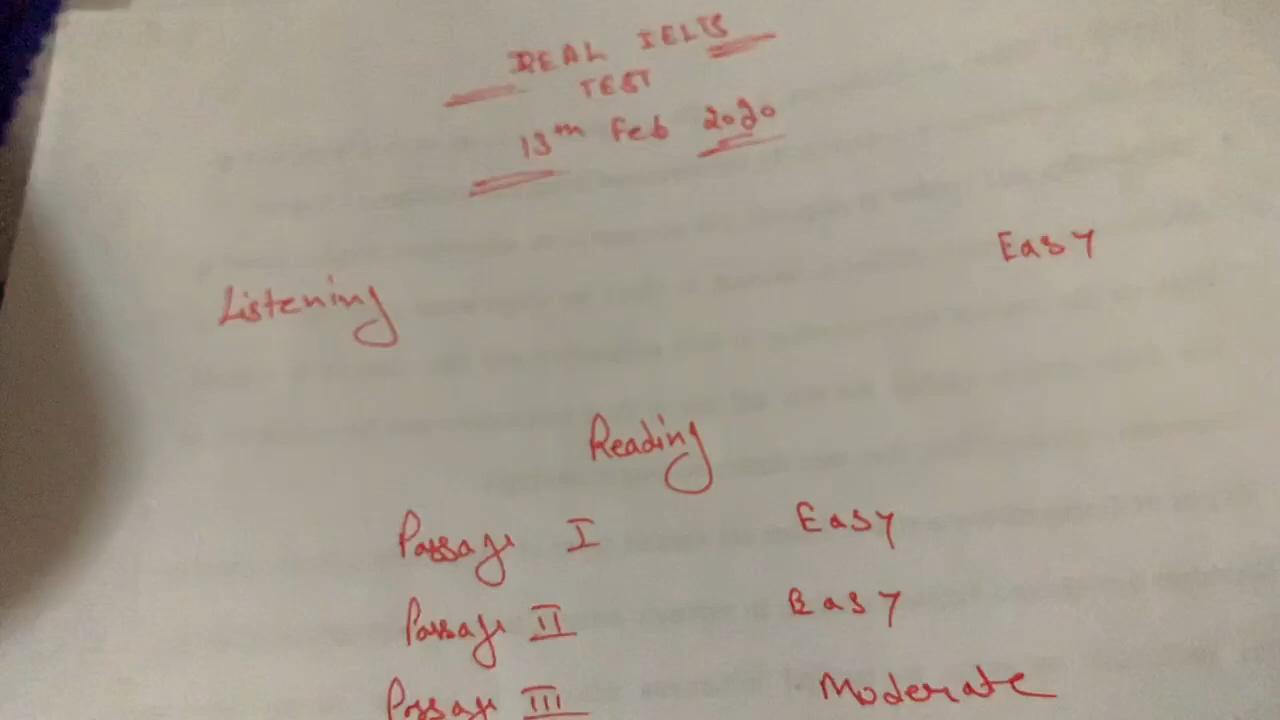 REAL IELTS
TEST
13th Feb 2020
Easy
Listening
Reading
Passage I Easy
Passage II Easy
Passage III Moderate